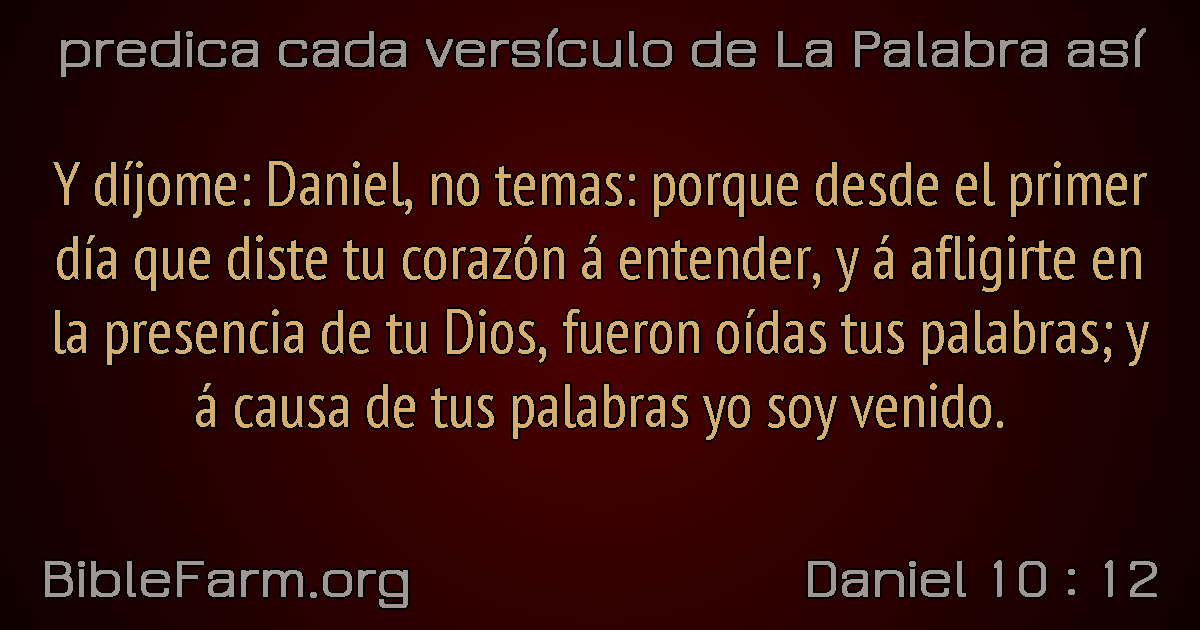 predica cada versículo de La Palabra así
Y díjome: Daniel, no temas: porque desde el primer
día que diste tu corazón á entender, y á afligirte en
la presencia de tu Dios, fueron oídas tus palabras; y
á causa de tus palabras yo soy venido.
BibleFarm.org
Daniel 10 : 12